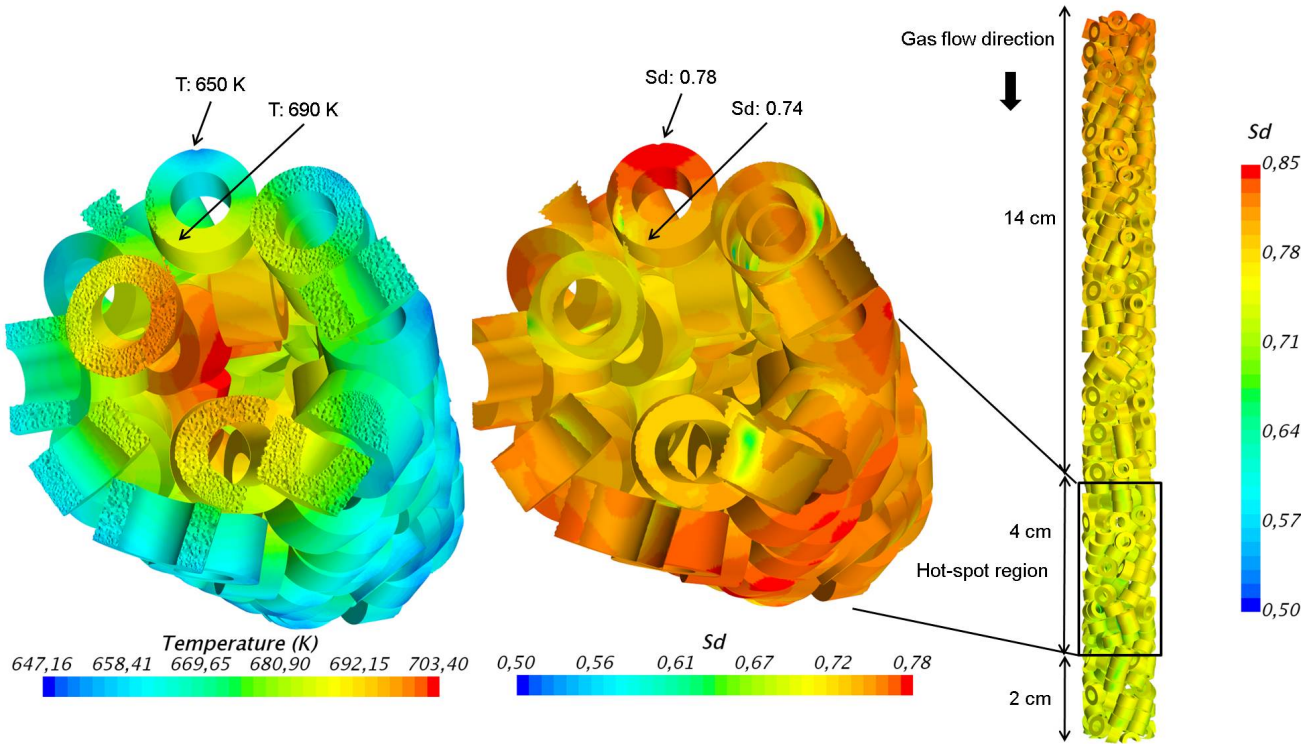 T: 650 K
T: 690 K
Sd: 0.78
Sd: 0.74
Gas flow direction
14 cm
4 cm
Hot-spot region
2 cm
Sd
0,85
0,78
0,71
0,64
0,57
0,50
Temperature (K)
647,16 658,41 669,65 680,90 692,15 703,40
Sd
0,50 0,56 0,61 0,67 0,72 0,78